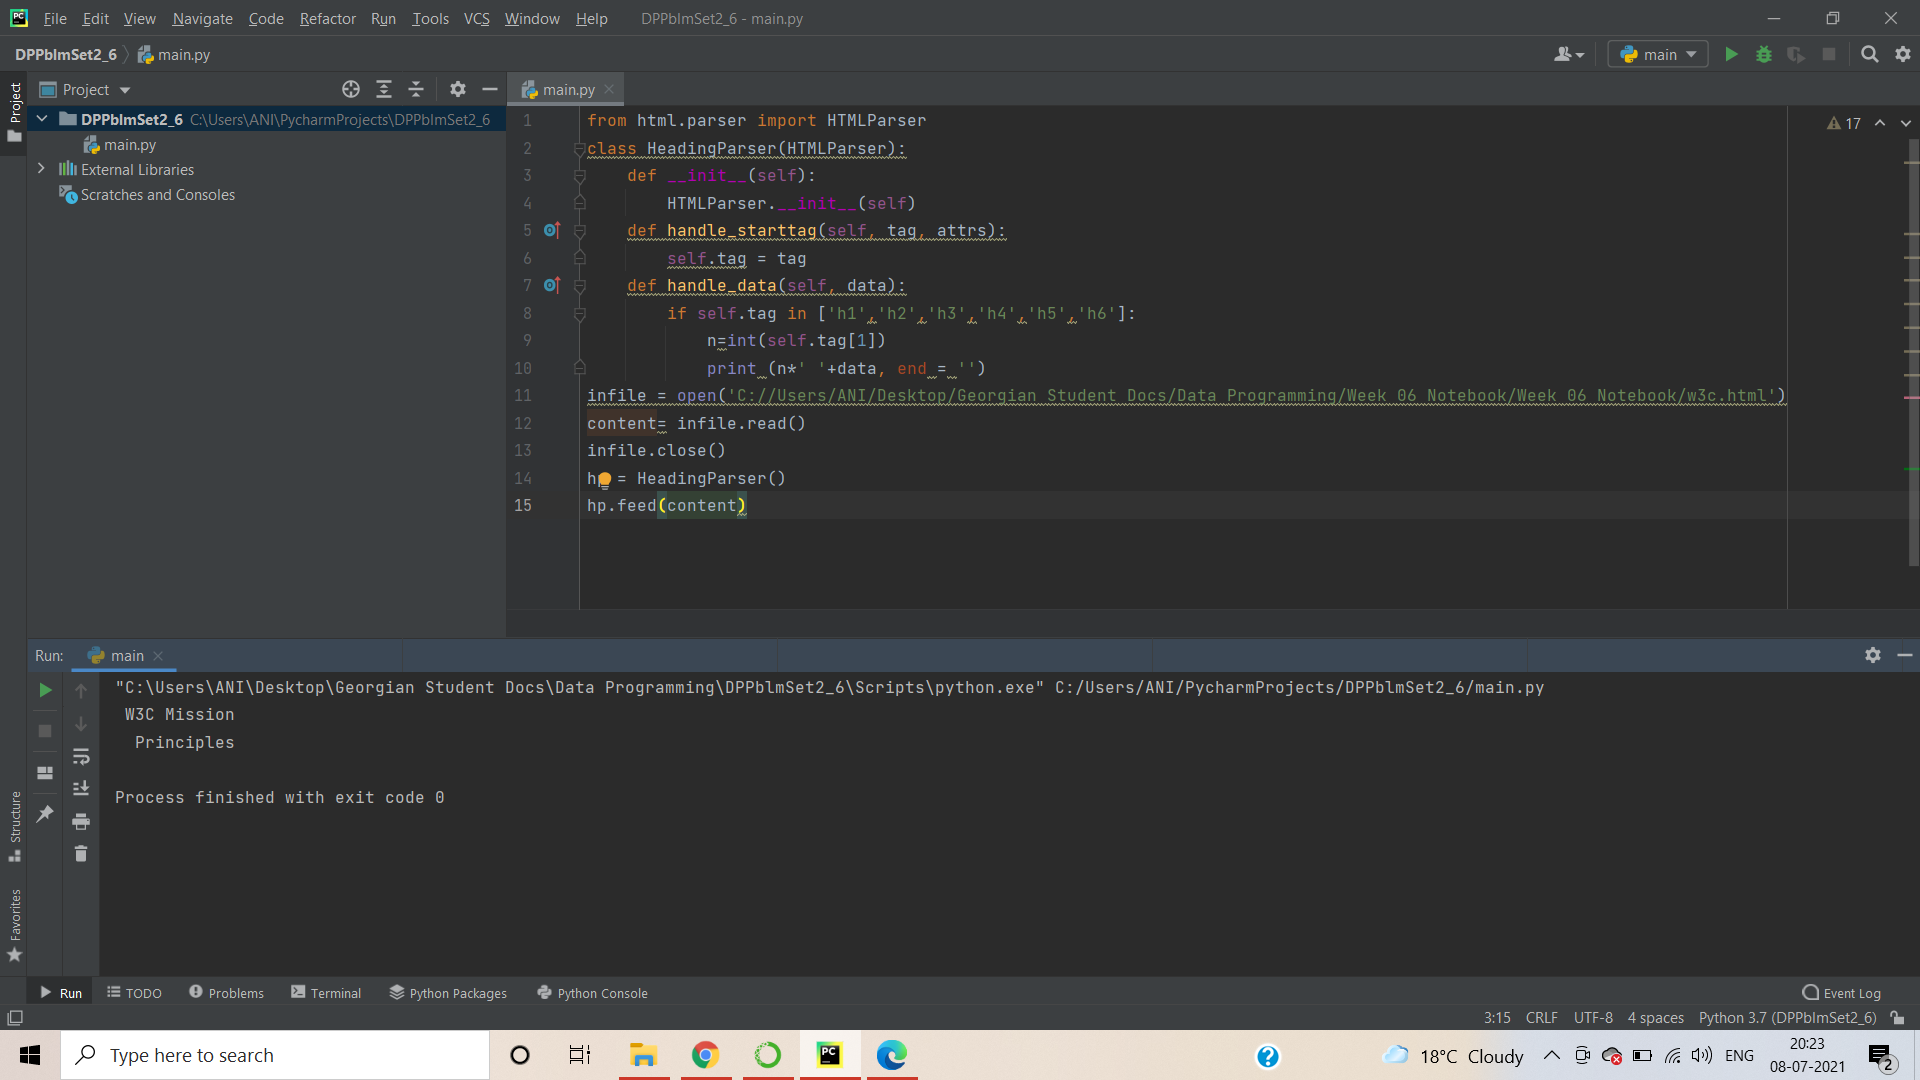 File Edit View Navigate Code Refactor Run Tools VCS Window Help DPPblmSet2_6 - main.py
DPPblmSet2_6 main.py main
Project
Project main.py
DPPblmSet2_6 C:\Users\ANI\PycharmProjects\DPPblmSet2_6
main.py
External Libraries
Scratches and Consoles
17
1 from html.parser import HTMLParser
2 class HeadingParser(HTMLParser):
3 def __init__(self):
4 HTMLParser.__init__(self)
5 def handle_starttag(self, tag, attrs):
6 self.tag = tag
7 def handle_data(self, data):
8 if self.tag in ['h1','h2','h3','h4','h5','h6']:
9 n=int(self.tag[1])
10 print (n*' '+data, end = '')
11 infile = open('C://Users/ANI/Desktop/Georgian Student Docs/Data Programming/Week 06 Notebook/Week 06 Notebook/w3c.html')
12 content= infile.read()
13 infile.close()
14 hp = HeadingParser()
15 hp.feed(content)
Run: main
"C:\Users\ANI\Desktop\Georgian Student Docs\Data Programming\DPPblmSet2_6\Scripts\python.exe" C:/Users/ANI/PycharmProjects/DPPblmSet2_6/main.py
W3C Mission
Principles
Process finished with exit code 0
Structure
Favorites
Run TODO Problems Terminal Python Packages Python Console Event Log
3:15 CRLF UTF-8 4 spaces Python 3.7 (DPPblmSet2_6)
Type here to search PC 18°C Cloudy ENG 20:23
08-07-2021 2